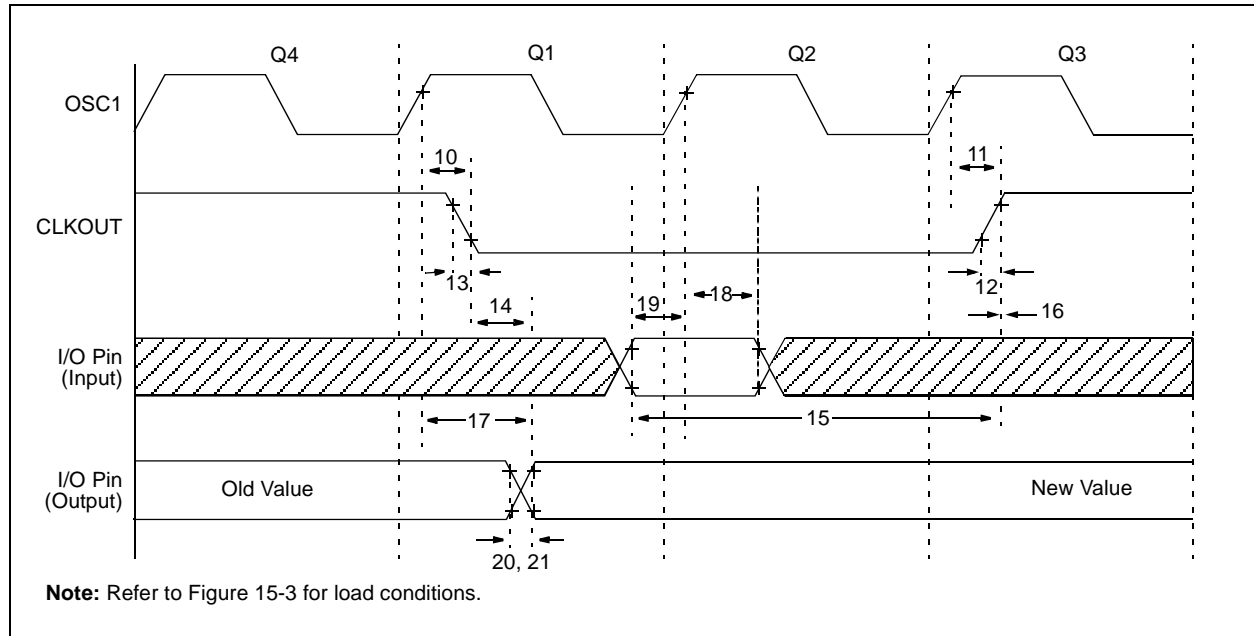 Q4 Q1 Q2 Q3
OSC1
10 11
CLKOUT
13 12
14 19 18 16
I/O Pin
(Input)
17 15
I/O Pin
(Output)
Old Value New Value
20, 21
Note: Refer to Figure 15-3 for load conditions.